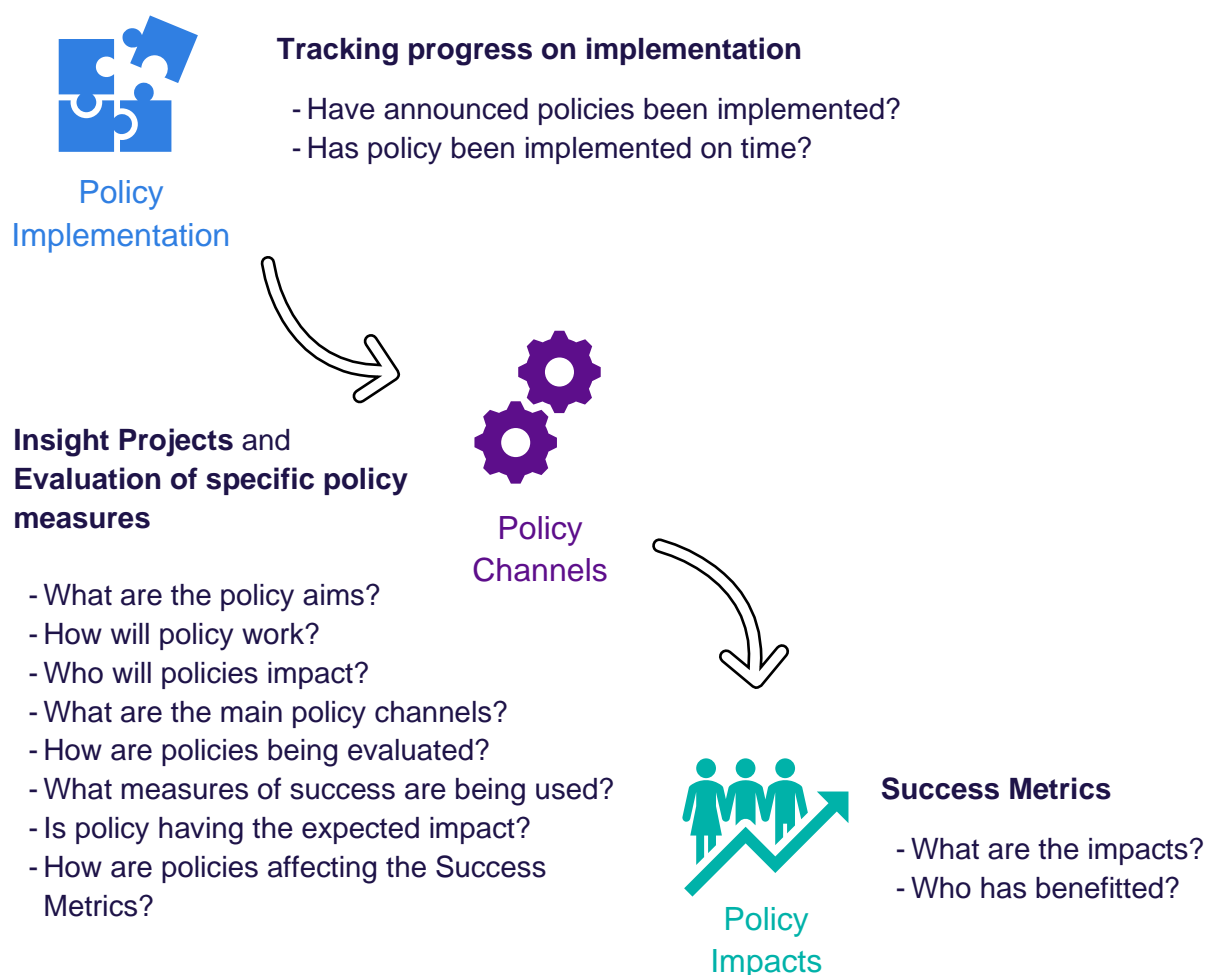 Tracking progress on implementation
- Have announced policies been implemented?
- Has policy been implemented on time?
Policy
Implementation
Insight Projects and
Evaluation of specific policy
measures
Policy
Channels
- What are the policy aims?
- How will policy work?
- Who will policies impact?
- What are the main policy channels?
- How are policies being evaluated?
- What measures of success are being used?
- Is policy having the expected impact?
- How are policies affecting the Success
Metrics?
Success Metrics
- What are the impacts?
- Who has benefitted?
Policy
Impacts